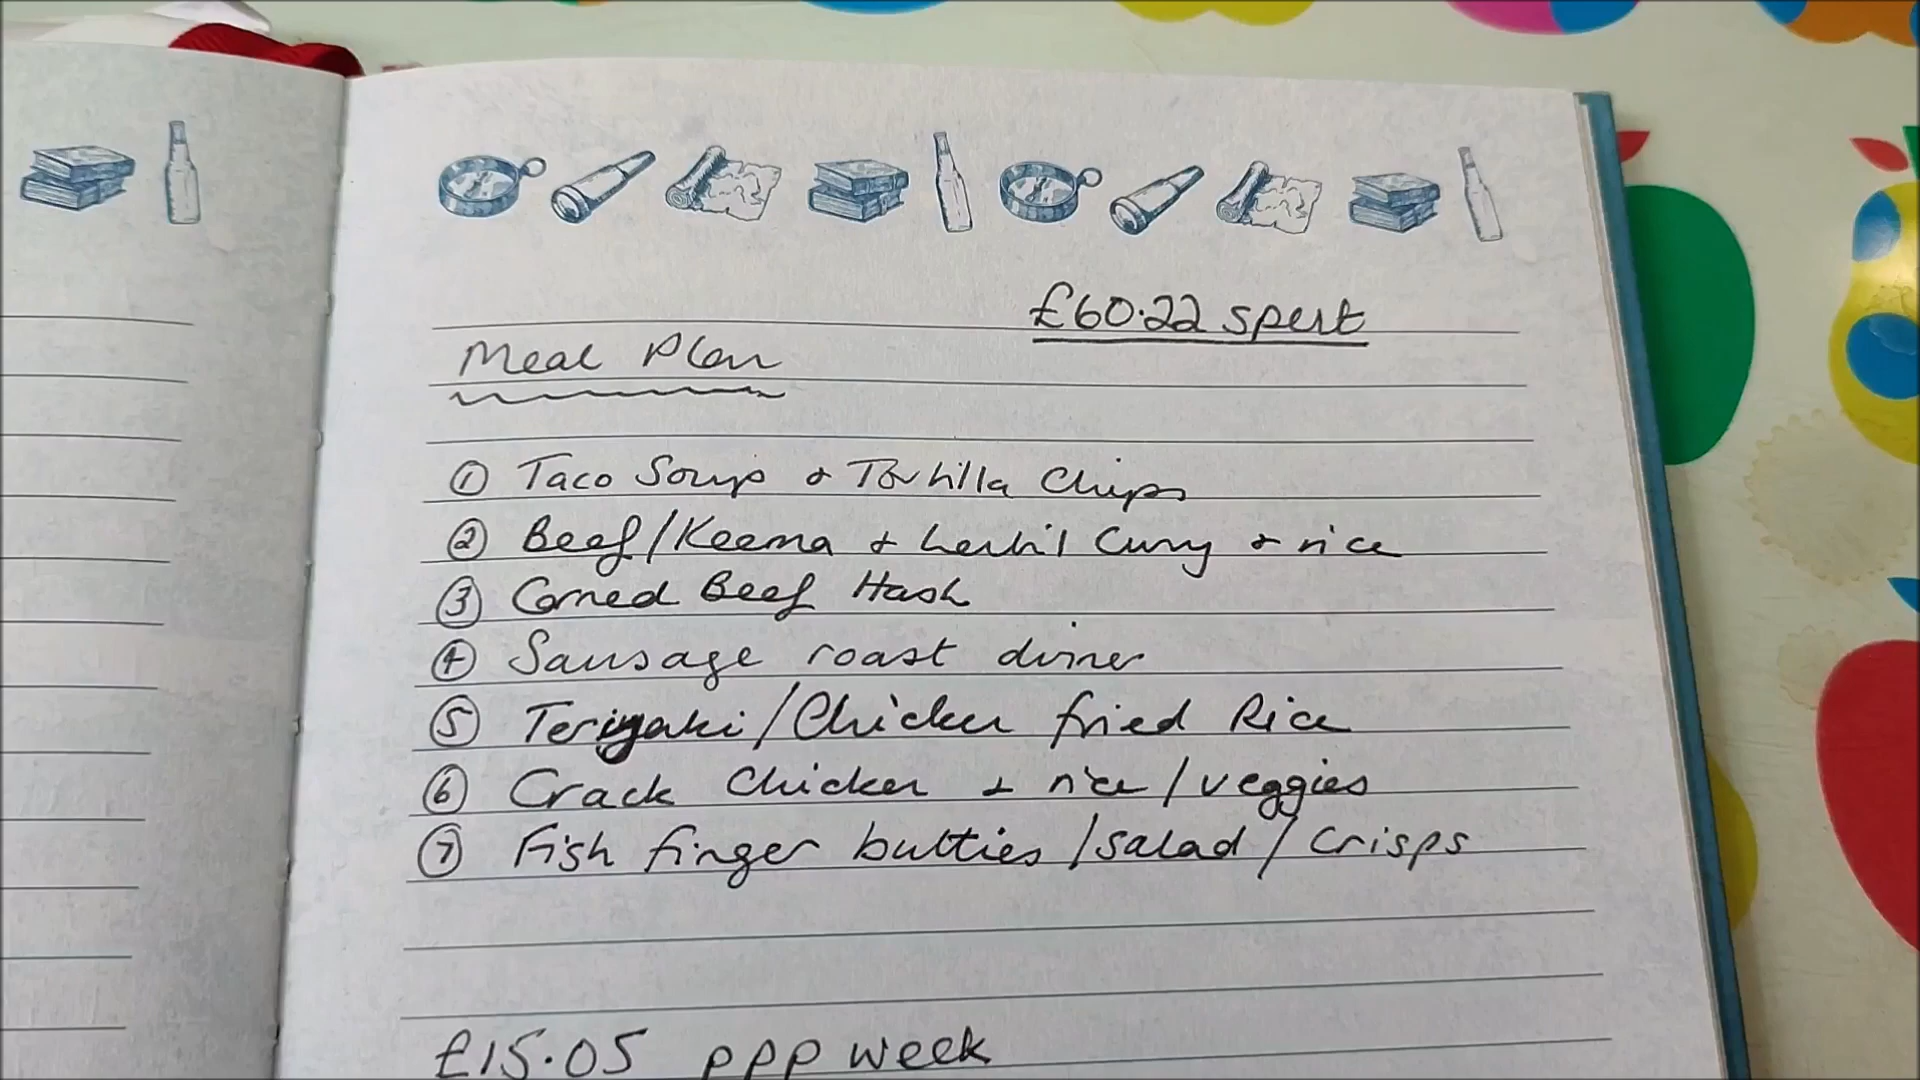 £60.22 spent
Meal Plan
① Taco Soup & Tortilla Chips
② Beef/Keema & Lentil Curry & rice
③ Corned Beef Hash
④ Sausage roast dinner
⑤ Teriyaki/Chicken fried Rice
⑥ Crack Chicken & rice/veggies
⑦ Fish finger butties/salad/crisps
£15.05 ppp week